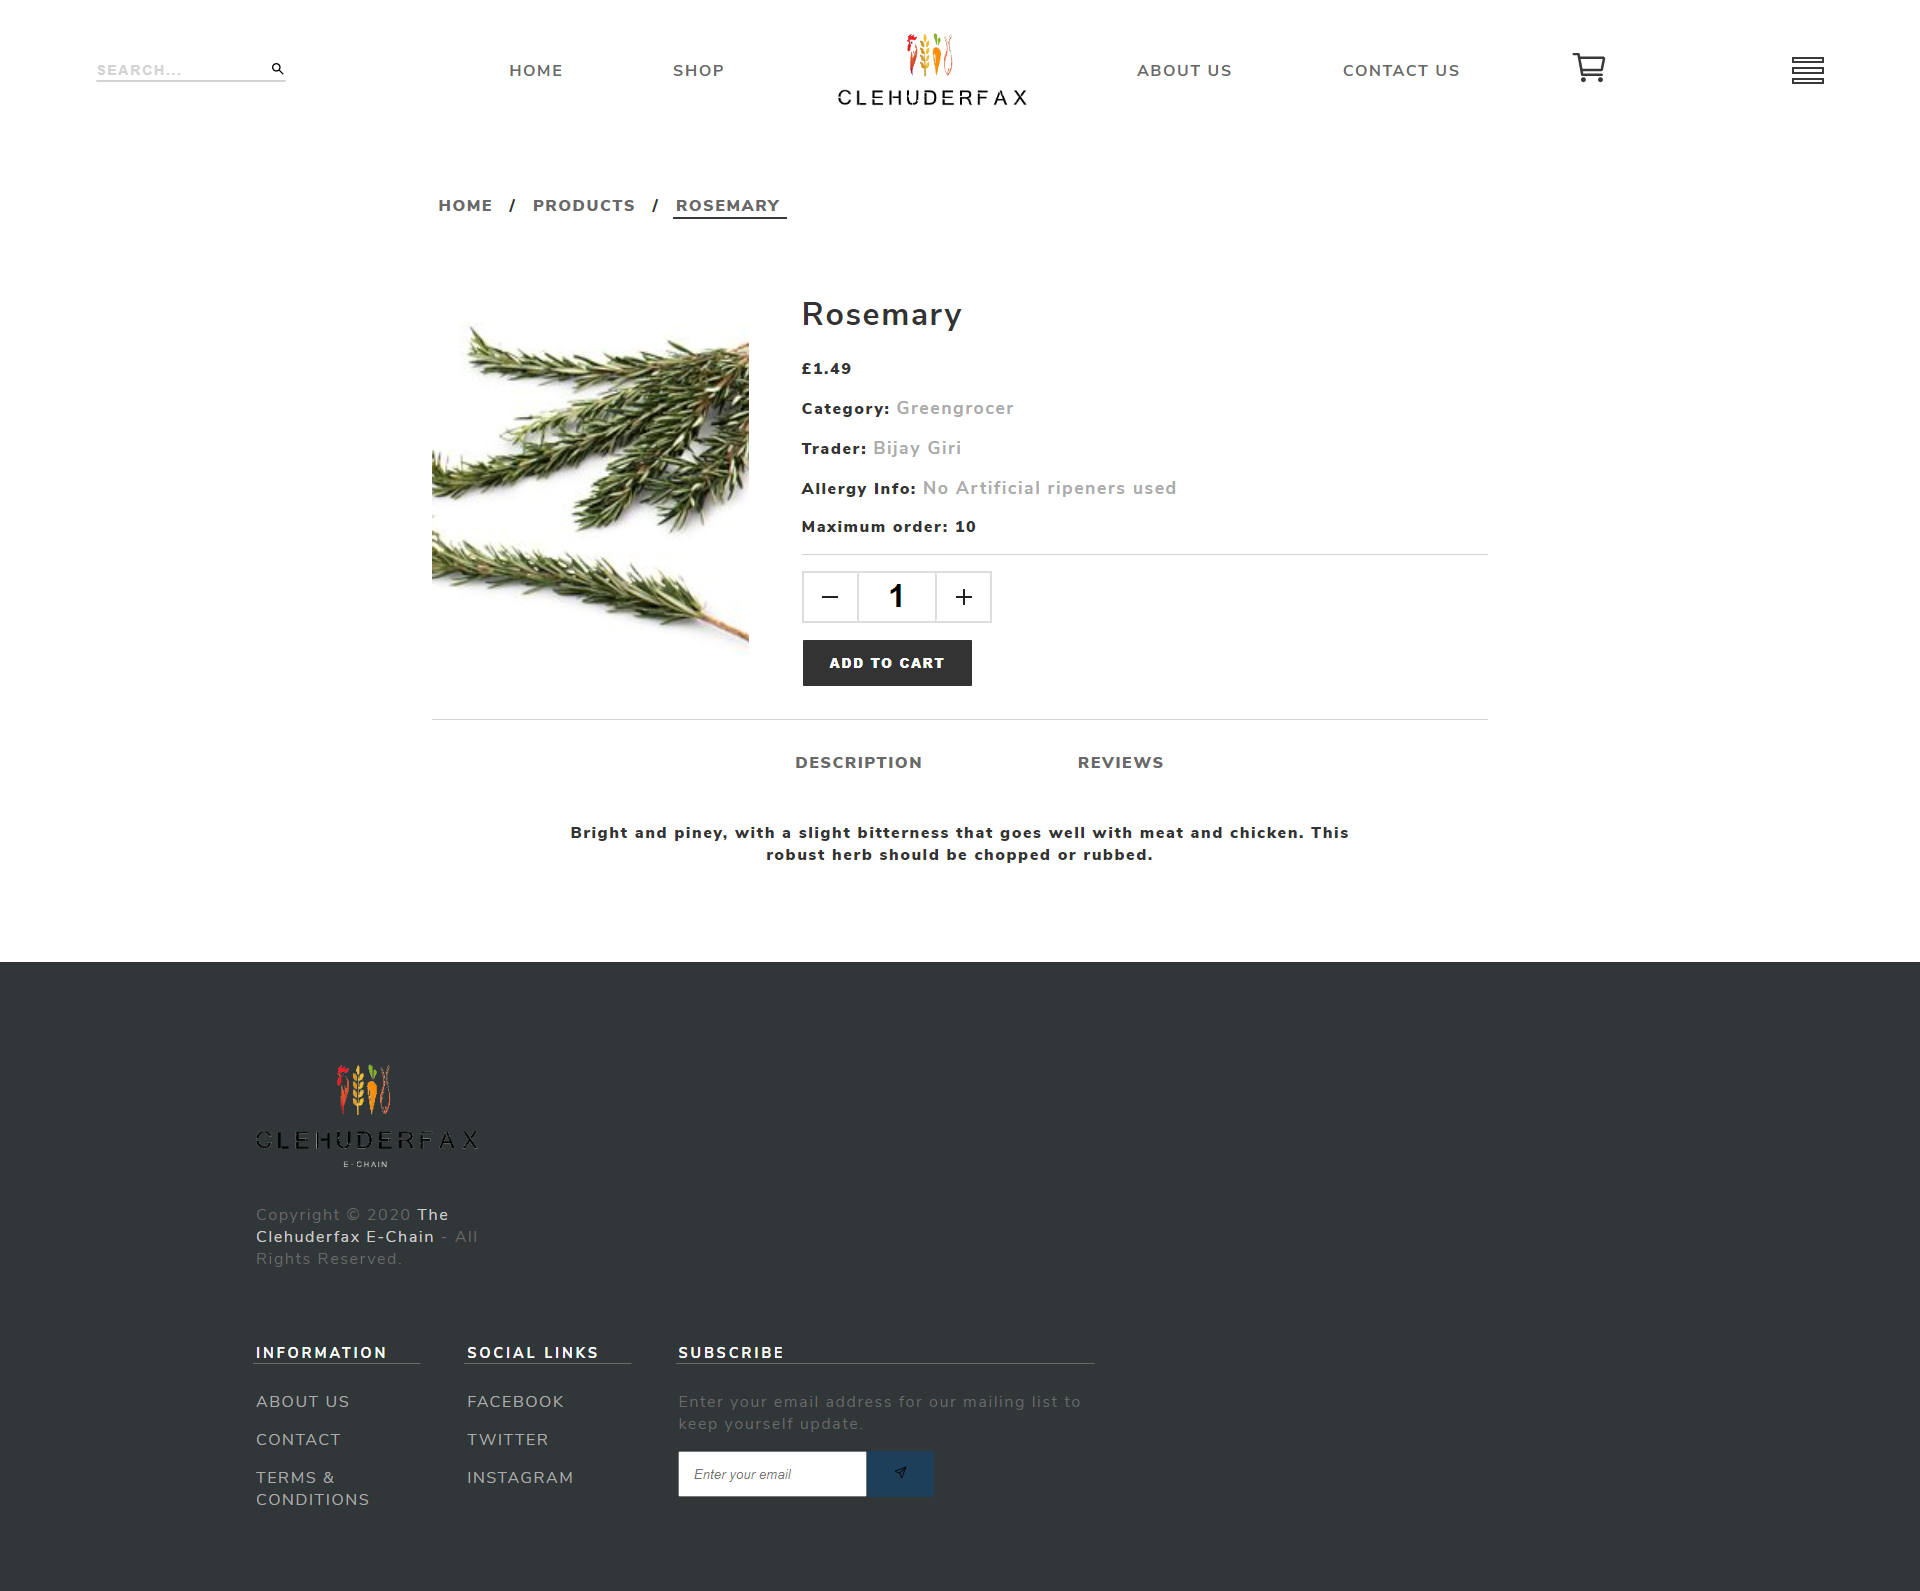 SEARCH...
HOME
SHOP
CLEHUDERFAX
ABOUT US
CONTACT US
HOME / PRODUCTS / ROSEMARY
Rosemary
£1.49
Category: Greengrocer
Trader: Bijay Giri
Allergy Info: No Artificial ripeners used
Maximum order: 10
1
ADD TO CART
DESCRIPTION
REVIEWS
Bright and piney, with a slight bitterness that goes well with meat and chicken. This
robust herb should be chopped or rubbed.
CLEHUDERFAX
E-CHAIN
Copyright © 2020 The
Clehuderfax E-Chain - All
Rights Reserved.
INFORMATION
ABOUT US
CONTACT
TERMS &
CONDITIONS
SOCIAL LINKS
FACEBOOK
TWITTER
INSTAGRAM
SUBSCRIBE
Enter your email address for our mailing list to
keep yourself update.
Enter your email